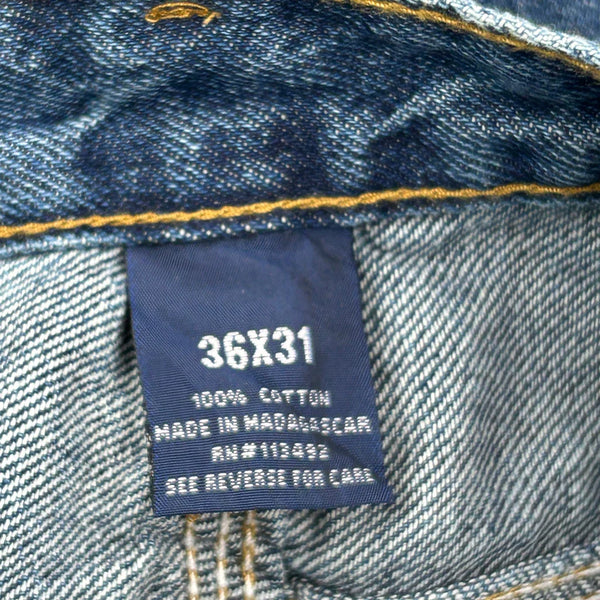 36X31
100% COTTON
MADE IN MADAGASCAR
RN#113492
SEE REVERSE FOR CARE